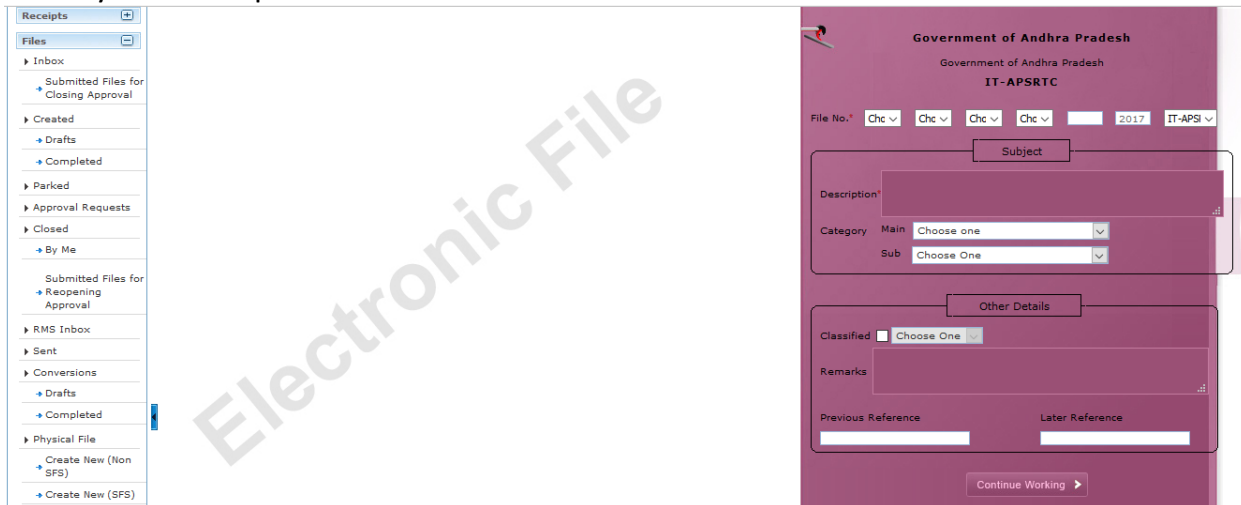 Receipts
Files
Inbox
Submitted Files for
Closing Approval
Created
Drafts
Completed
Parked
Approval Requests
Closed
By Me
Submitted Files for
Reopening
Approval
RMS Inbox
Sent
Conversions
Drafts
Completed
Physical File
Create New (Non
SFS)
Create New (SFS)
Electronic File
Government of Andhra Pradesh
Government of Andhra Pradesh
IT-APSRTC
File No.* Chc Chc Chc Chc 2017 IT-APSI
Subject
Description*
Category Main Choose one
Sub Choose One
Other Details
Classified Choose One
Remarks
Previous Reference Later Reference
Continue Working